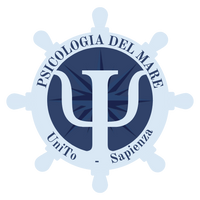 PSICOLOGIA DEL MARE
Ψ
UniTo - Sapienza